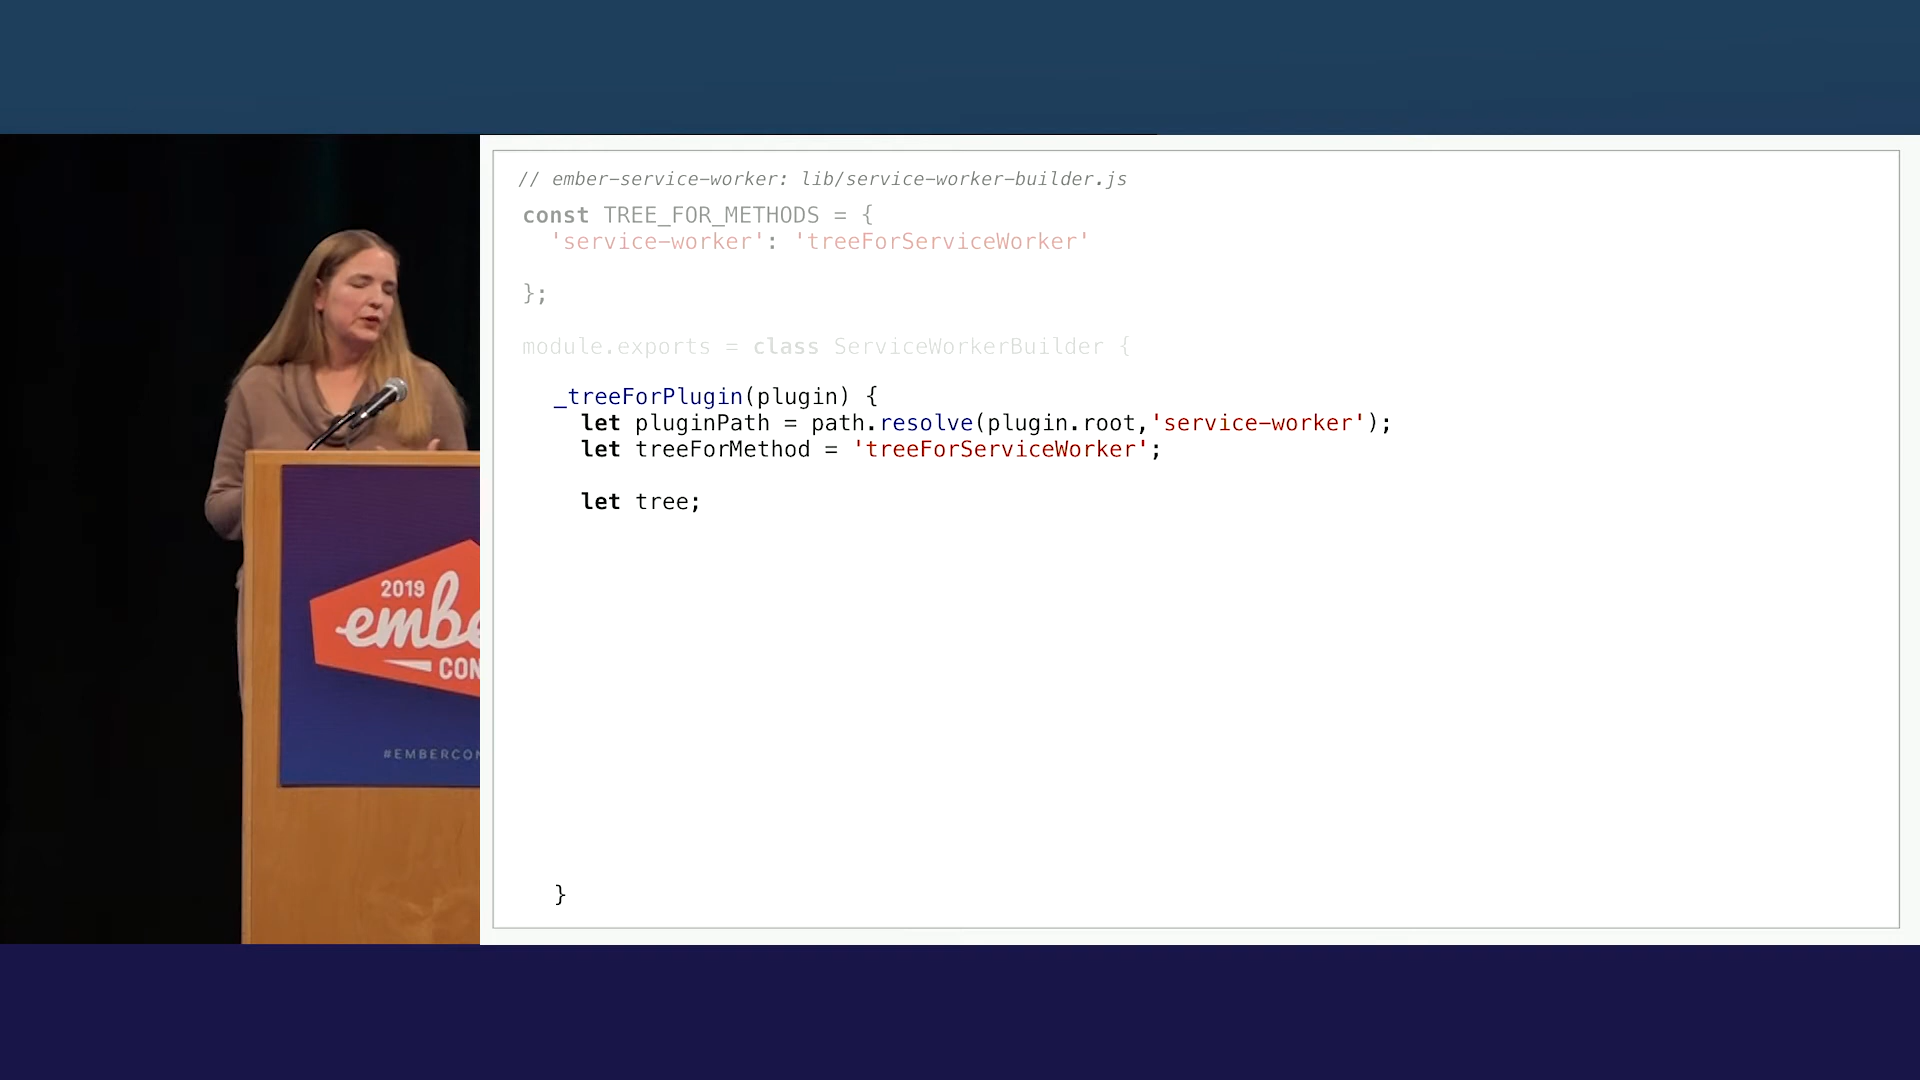 // ember-service-worker: lib/service-worker-builder.js
const TREE_FOR_METHODS = {
'service-worker': 'treeForServiceWorker'
};
module.exports = class ServiceWorkerBuilder {
_treeForPlugin(plugin) {
let pluginPath = path.resolve(plugin.root,'service-worker');
let treeForMethod = 'treeForServiceWorker';
let tree;
}
2019
embe
CON
#EMBERCON